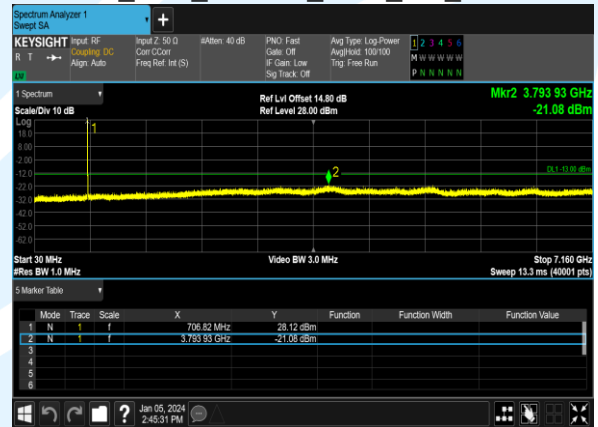 Spectrum Analyzer 1
Swept SA
+
KEYSIGHT Input: RF Input Z: 50 Ω #Atten: 40 dB PNO: Fast Avg Type: Log-Power 1 2 3 4 5 6
R T Coupling: DC Corr CCorr Gate: Off Avg|Hold: 100/100 M W W W W W
Align: Auto Freq Ref: Int (S) IF Gain: Low Trig: Free Run
Sig Track: Off P N N N N N
1 Spectrum Ref Lvl Offset 14.80 dB Mkr2 3.793 93 GHz
Scale/Div 10 dB Ref Level 28.00 dBm -21.08 dBm
Log
1
18.0
8.00
-2.00
-12.0 2 DL1 -13.00 dBm
-22.0
-32.0
-42.0
-52.0
-62.0
Start 30 MHz Video BW 3.0 MHz Stop 7.160 GHz
#Res BW 1.0 MHz Sweep 13.3 ms (40001 pts)
5 Marker Table
Mode Trace Scale X Y Function Function Width Function Value
1 N 1 f 706.82 MHz 28.12 dBm
2 N 1 f 3.793 93 GHz -21.08 dBm
3
4
5
6
? Jan 05, 2024
2:45:31 PM